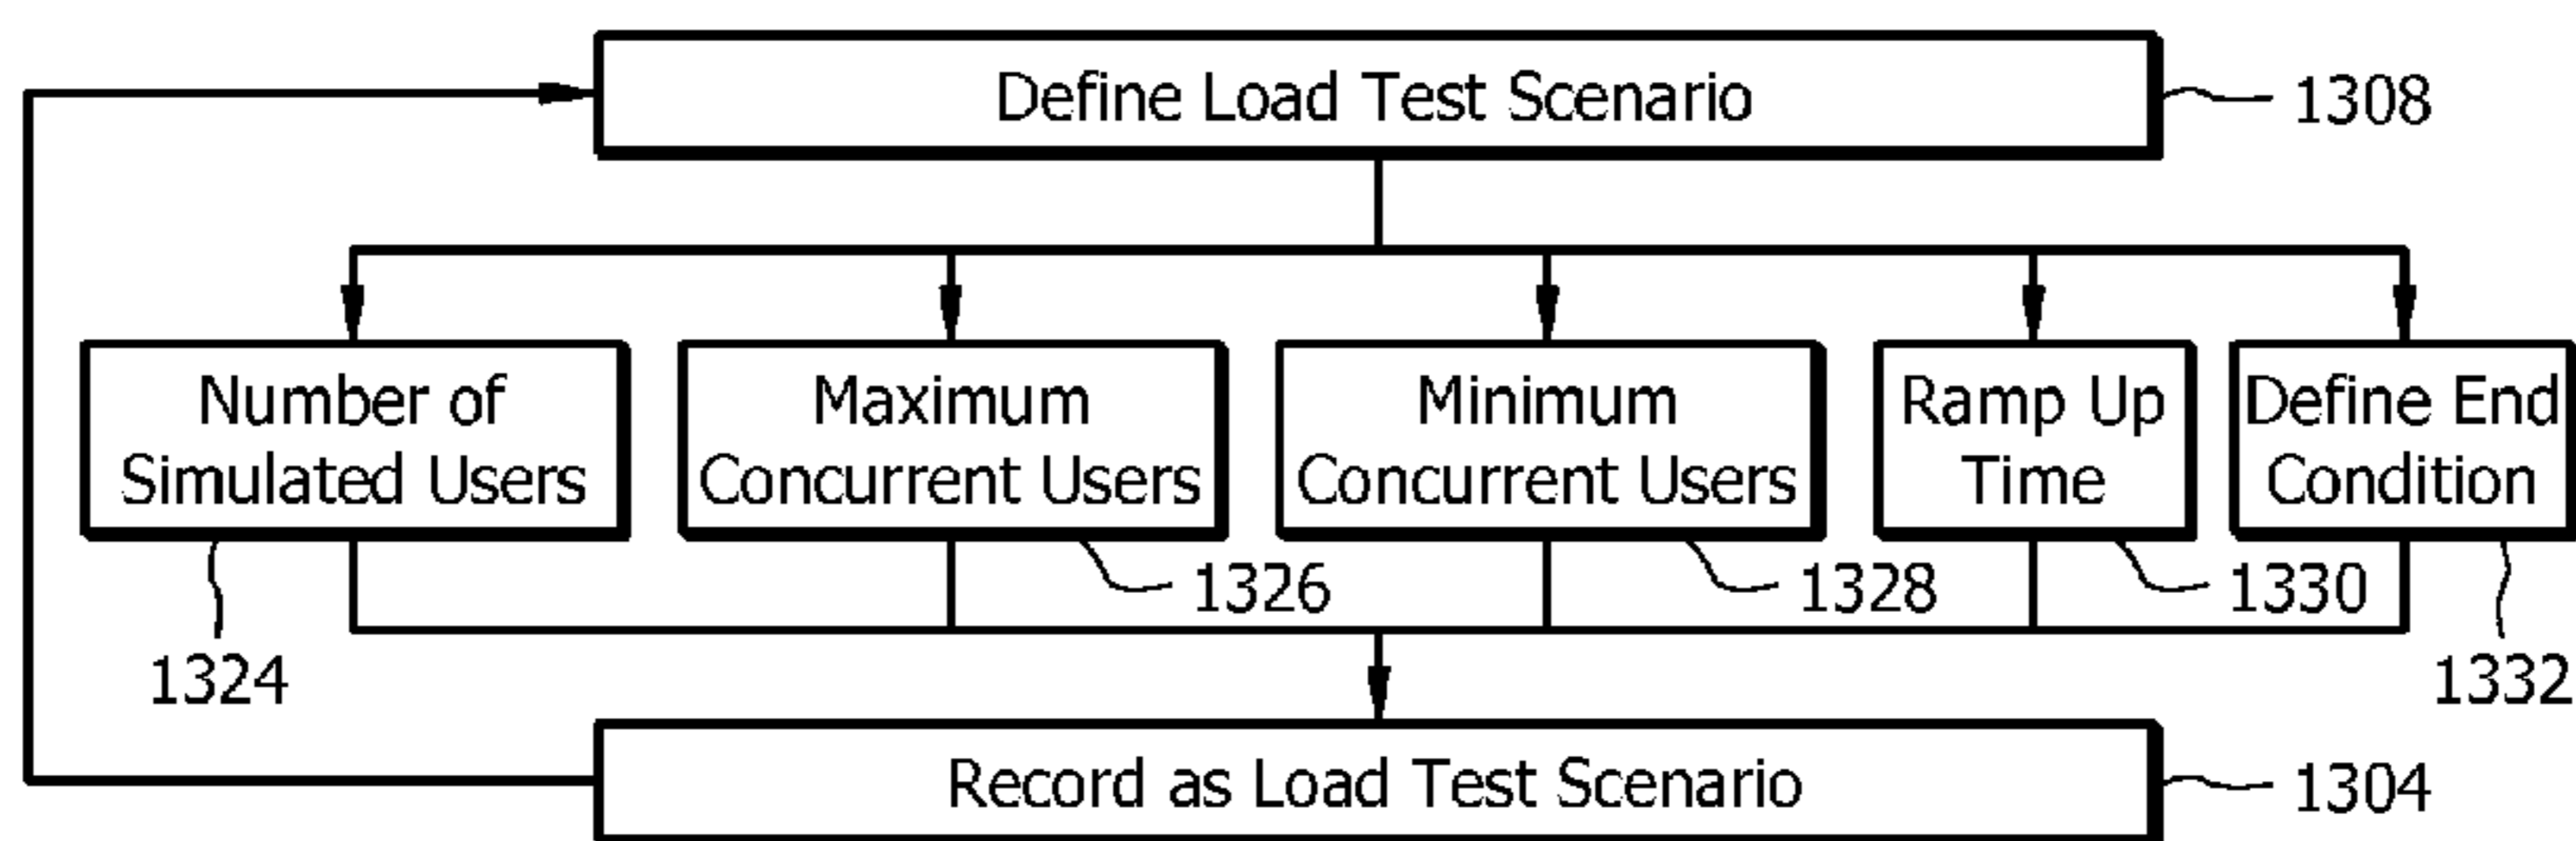 Define Load Test Scenario
1308
Number of
Simulated Users
Maximum
Concurrent Users
Minimum
Concurrent Users
Ramp Up
Time
Define End
Condition
1324
1326
1328
1330
1332
Record as Load Test Scenario
1304